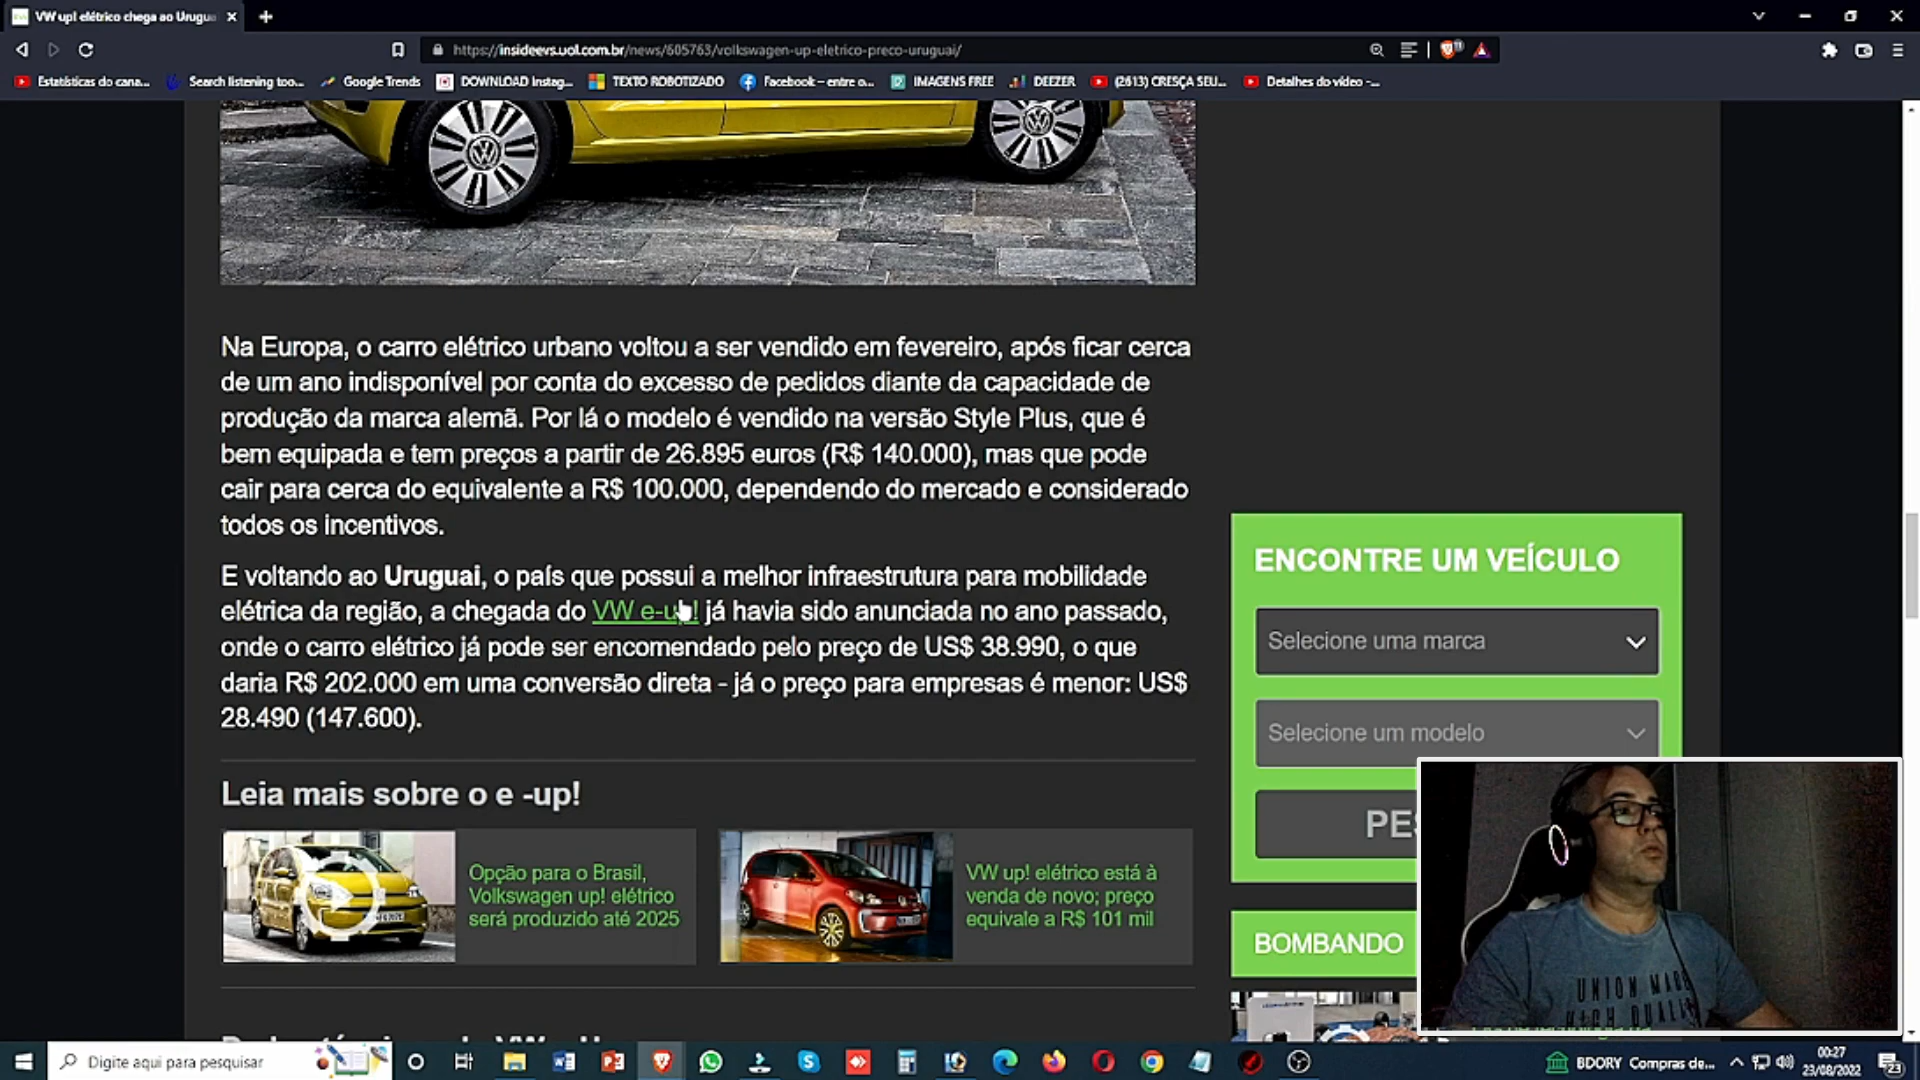 VW up! elétrico chega ao Urugua
https://insideevs.uol.com.br/news/605763/volkswagen-up-eletrico-preco-uruguai/
Estatísticas do cana...
Search listening too...
Google Trends
DOWNLOAD Instag...
TEXTO ROBOTIZADO
Facebook – entre o...
IMAGENS FREE
DEEZER
(2613) CRESÇA SEU...
Detalhes do vídeo -...
Na Europa, o carro elétrico urbano voltou a ser vendido em fevereiro, após ficar cerca
de um ano indisponível por conta do excesso de pedidos diante da capacidade de
produção da marca alemã. Por lá o modelo é vendido na versão Style Plus, que é
bem equipada e tem preços a partir de 26.895 euros (R$ 140.000), mas que pode
cair para cerca do equivalente a R$ 100.000, dependendo do mercado e considerado
todos os incentivos.
E voltando ao Uruguai, o país que possui a melhor infraestrutura para mobilidade
elétrica da região, a chegada do VW e-up! já havia sido anunciada no ano passado,
onde o carro elétrico já pode ser encomendado pelo preço de US$ 38.990, o que
daria R$ 202.000 em uma conversão direta - já o preço para empresas é menor: US$
28.490 (147.600).
Leia mais sobre o e -up!
Opção para o Brasil,
Volkswagen up! elétrico
será produzido até 2025
VW up! elétrico está à
venda de novo; preço
equivale a R$ 101 mil
ENCONTRE UM VEÍCULO
Selecione uma marca
Selecione um modelo
PES
BOMBANDO
UNION MADE
HIGH QUALI
Digite aqui para pesquisar
BDORY Compras de...
00:27
23/08/2022
23